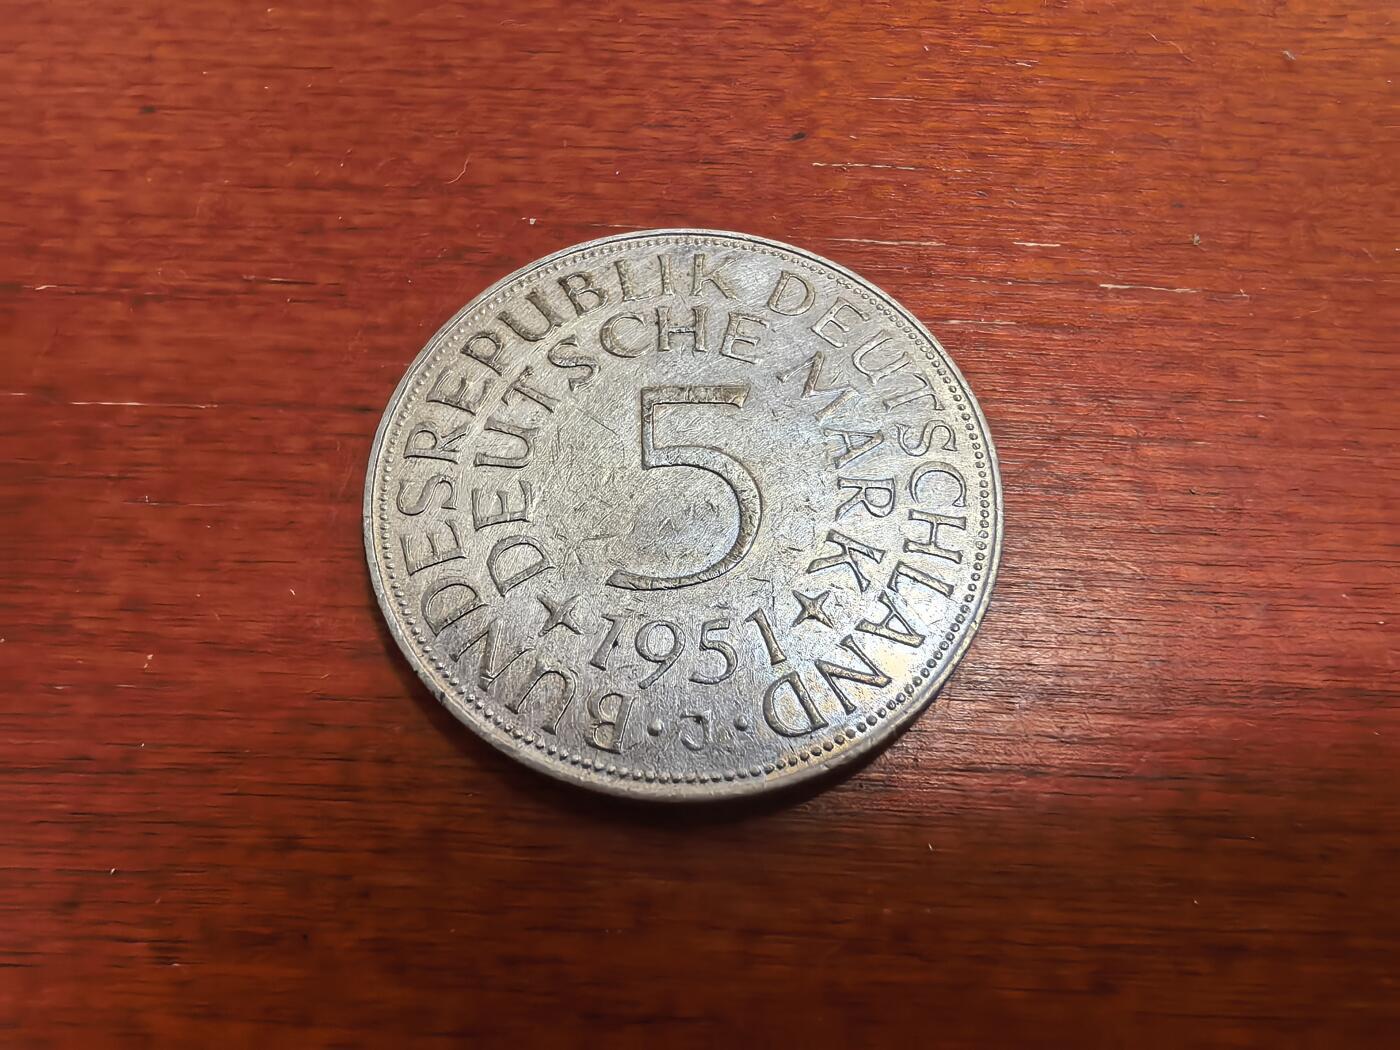 BUNDESREPUBLIK DEUTSCHLAND
DEUTSCHE MARK
5
1951
· J ·